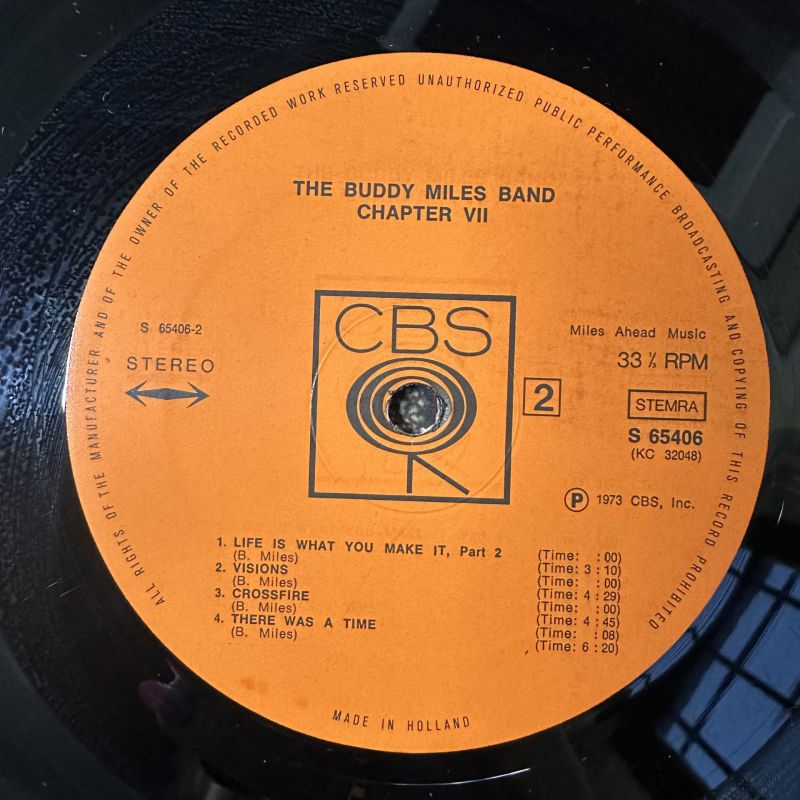 ALL RIGHTS OF THE MANUFACTURER AND OF THE OWNER OF THE RECORDED WORK RESERVED UNAUTHORIZED PUBLIC PERFORMANCE BROADCASTING AND COPYING OF THIS RECORD PROHIBITED
THE BUDDY MILES BAND
CHAPTER VII
S 65406-2
STEREO
CBS
2
Miles Ahead Music
33 ⅓ RPM
STEMRA
S 65406
(KC 32048)
Ⓟ 1973 CBS, Inc.
1. LIFE IS WHAT YOU MAKE IT, Part 2 (Time: :00)
(B. Miles) (Time: 3:10)
2. VISIONS (Time: :00)
(B. Miles) (Time: 4:29)
3. CROSSFIRE (Time: :00)
(B. Miles) (Time: 4:45)
4. THERE WAS A TIME (Time: :08)
(B. Miles) (Time: 6:20)
MADE IN HOLLAND